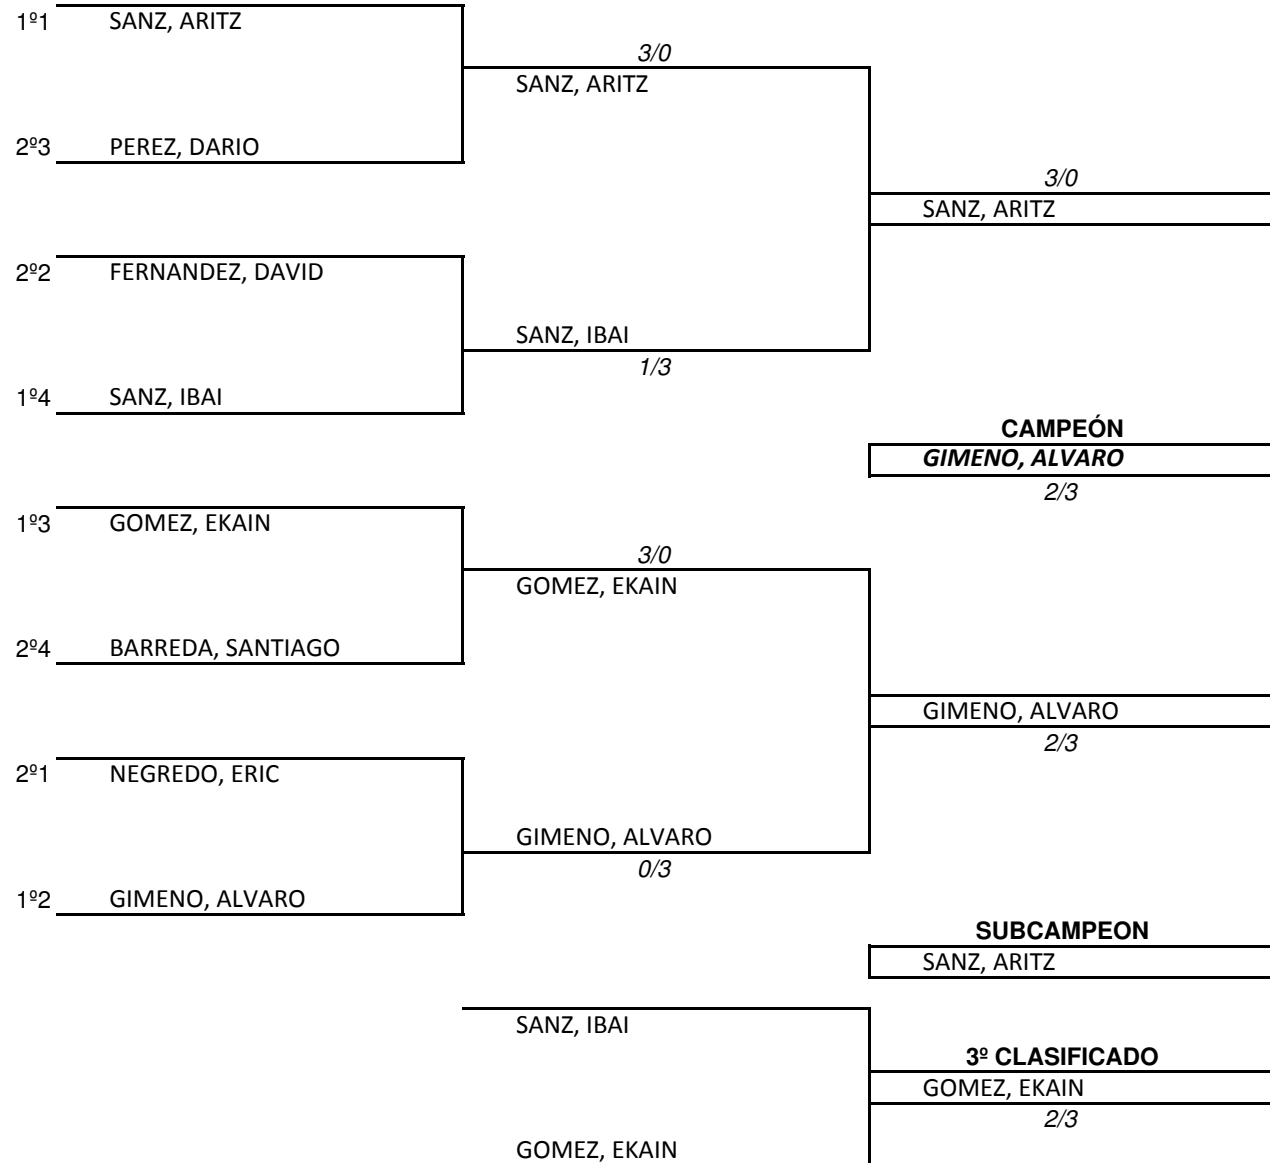 1º1 SANZ, ARITZ
3/0
SANZ, ARITZ
2º3 PEREZ, DARIO
3/0
SANZ, ARITZ
2º2 FERNANDEZ, DAVID
SANZ, IBAI
1/3
1º4 SANZ, IBAI
CAMPEÓN
GIMENO, ALVARO
2/3
1º3 GOMEZ, EKAIN
3/0
GOMEZ, EKAIN
2º4 BARREDA, SANTIAGO
GIMENO, ALVARO
2/3
2º1 NEGREDO, ERIC
GIMENO, ALVARO
0/3
1º2 GIMENO, ALVARO
SUBCAMPEON
SANZ, ARITZ
SANZ, IBAI
3º CLASIFICADO
GOMEZ, EKAIN
2/3
GOMEZ, EKAIN